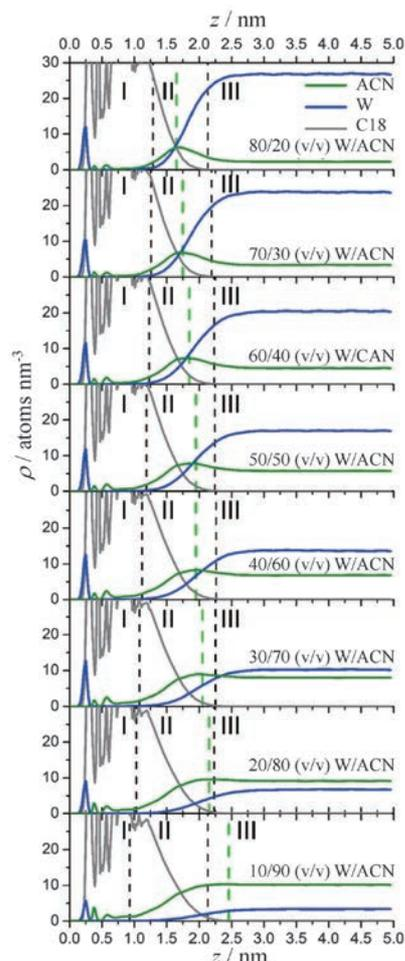 z / nm
0.0 0.5 1.0 1.5 2.0 2.5 3.0 3.5 4.0 4.5 5.0
30
20
10
0
I II III
ACN
W
C18
80/20 (v/v) W/ACN
20
10
0
I II III
70/30 (v/v) W/ACN
20
10
0
I II III
60/40 (v/v) W/CAN
ρ / atoms nm⁻³
20
10
0
I II III
50/50 (v/v) W/ACN
20
10
0
I II III
40/60 (v/v) W/ACN
20
10
0
I II III
30/70 (v/v) W/ACN
20
10
0
I II III
20/80 (v/v) W/ACN
20
10
0
I II III
10/90 (v/v) W/ACN
0.0 0.5 1.0 1.5 2.0 2.5 3.0 3.5 4.0 4.5 5.0
z / nm